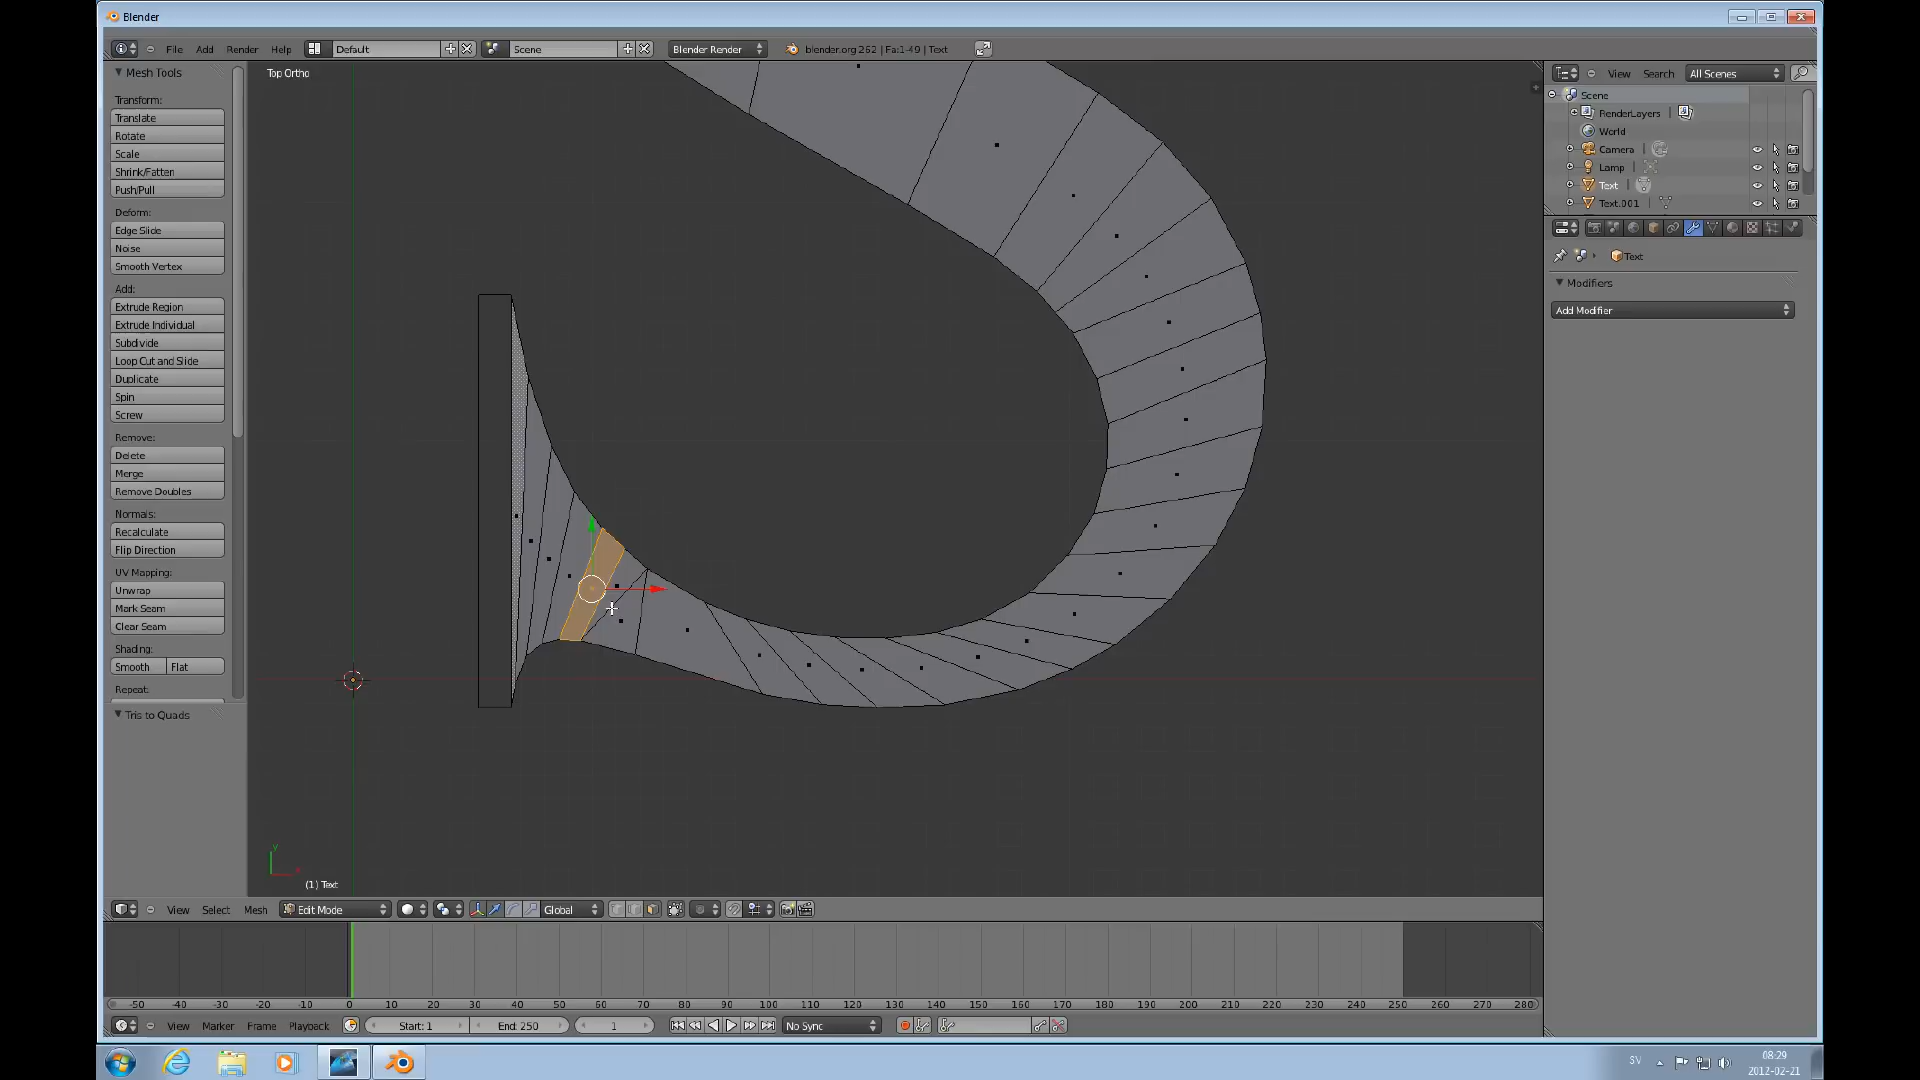 Blender
File Add Render Help Default Scene Blender Render blender.org 262 | Fa:1-49 | Text
Mesh Tools
Transform:
Translate
Rotate
Scale
Shrink/Fatten
Push/Pull
Deform:
Edge Slide
Noise
Smooth Vertex
Add:
Extrude Region
Extrude Individual
Subdivide
Loop Cut and Slide
Duplicate
Spin
Screw
Remove:
Delete
Merge
Remove Doubles
Normals:
Recalculate
Flip Direction
UV Mapping:
Unwrap
Mark Seam
Clear Seam
Shading:
Smooth Flat
Repeat:
Tris to Quads
Top Ortho
(1) Text
View Search All Scenes
Scene
RenderLayers
World
Camera
Lamp
Text
Text.001
Text
Modifiers
Add Modifier
View Select Mesh Edit Mode Global
-50 -40 -30 -20 -10 0 10 20 30 40 50 60 70 80 90 100 110 120 130 140 150 160 170 180 190 200 210 220 230 240 250 260 270 280
View Marker Frame Playback Start: 1 End: 250 1 No Sync
SV 08:29
2012-02-21